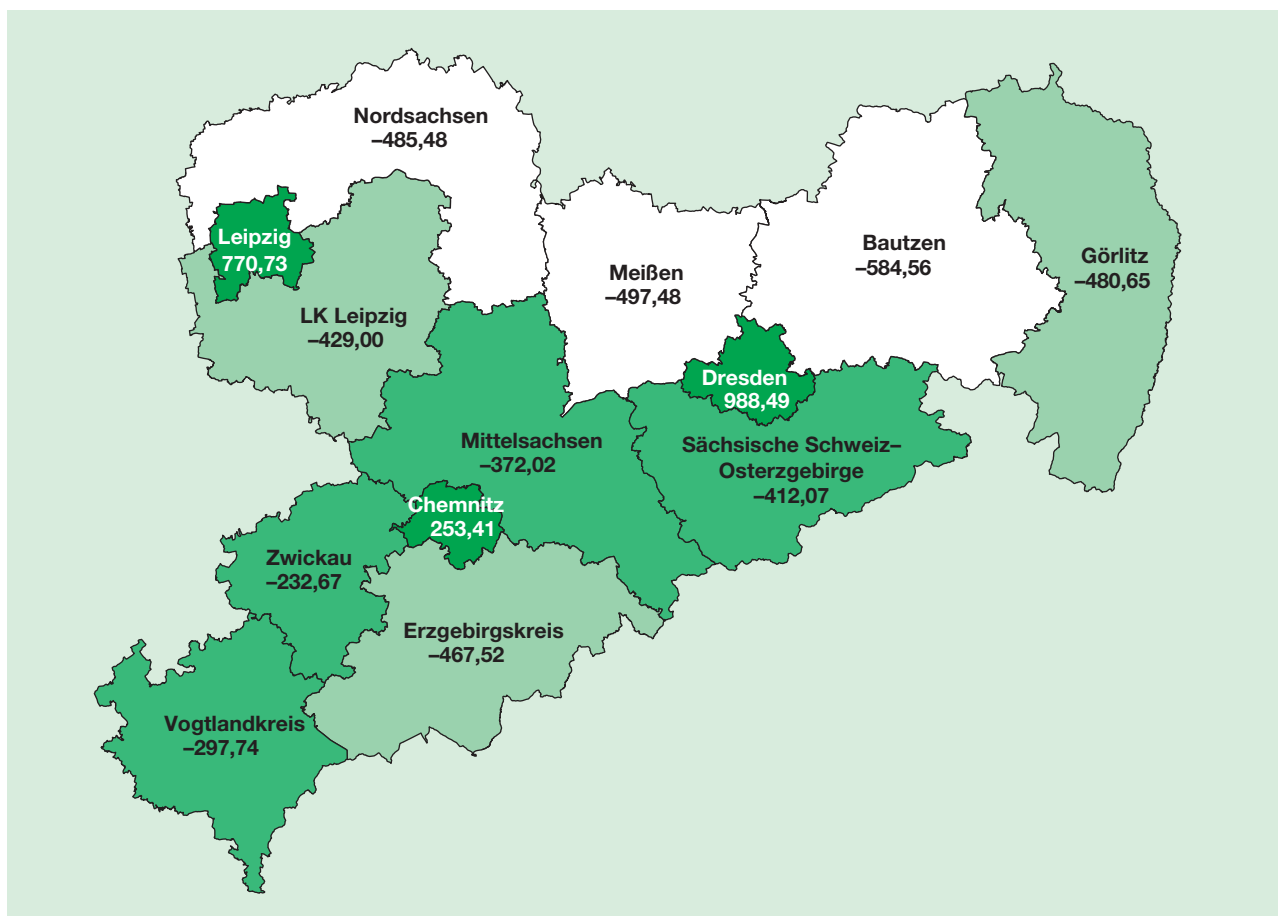 Nordsachsen
–485,48
Leipzig
770,73
LK Leipzig
–429,00
Meißen
–497,48
Bautzen
–584,56
Görlitz
–480,65
Dresden
988,49
Mittelsachsen
–372,02
Sächsische Schweiz–
Osterzgebirge
–412,07
Chemnitz
253,41
Zwickau
–232,67
Erzgebirgskreis
–467,52
Vogtlandkreis
–297,74